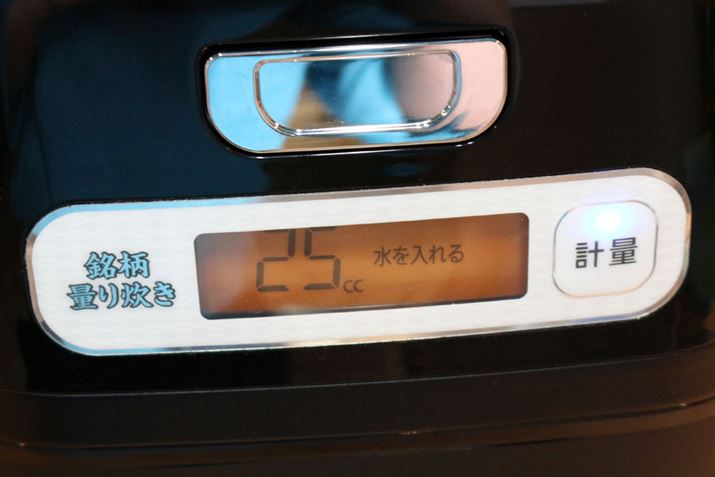 銘柄
量り炊き
25cc 水を入れる
計量